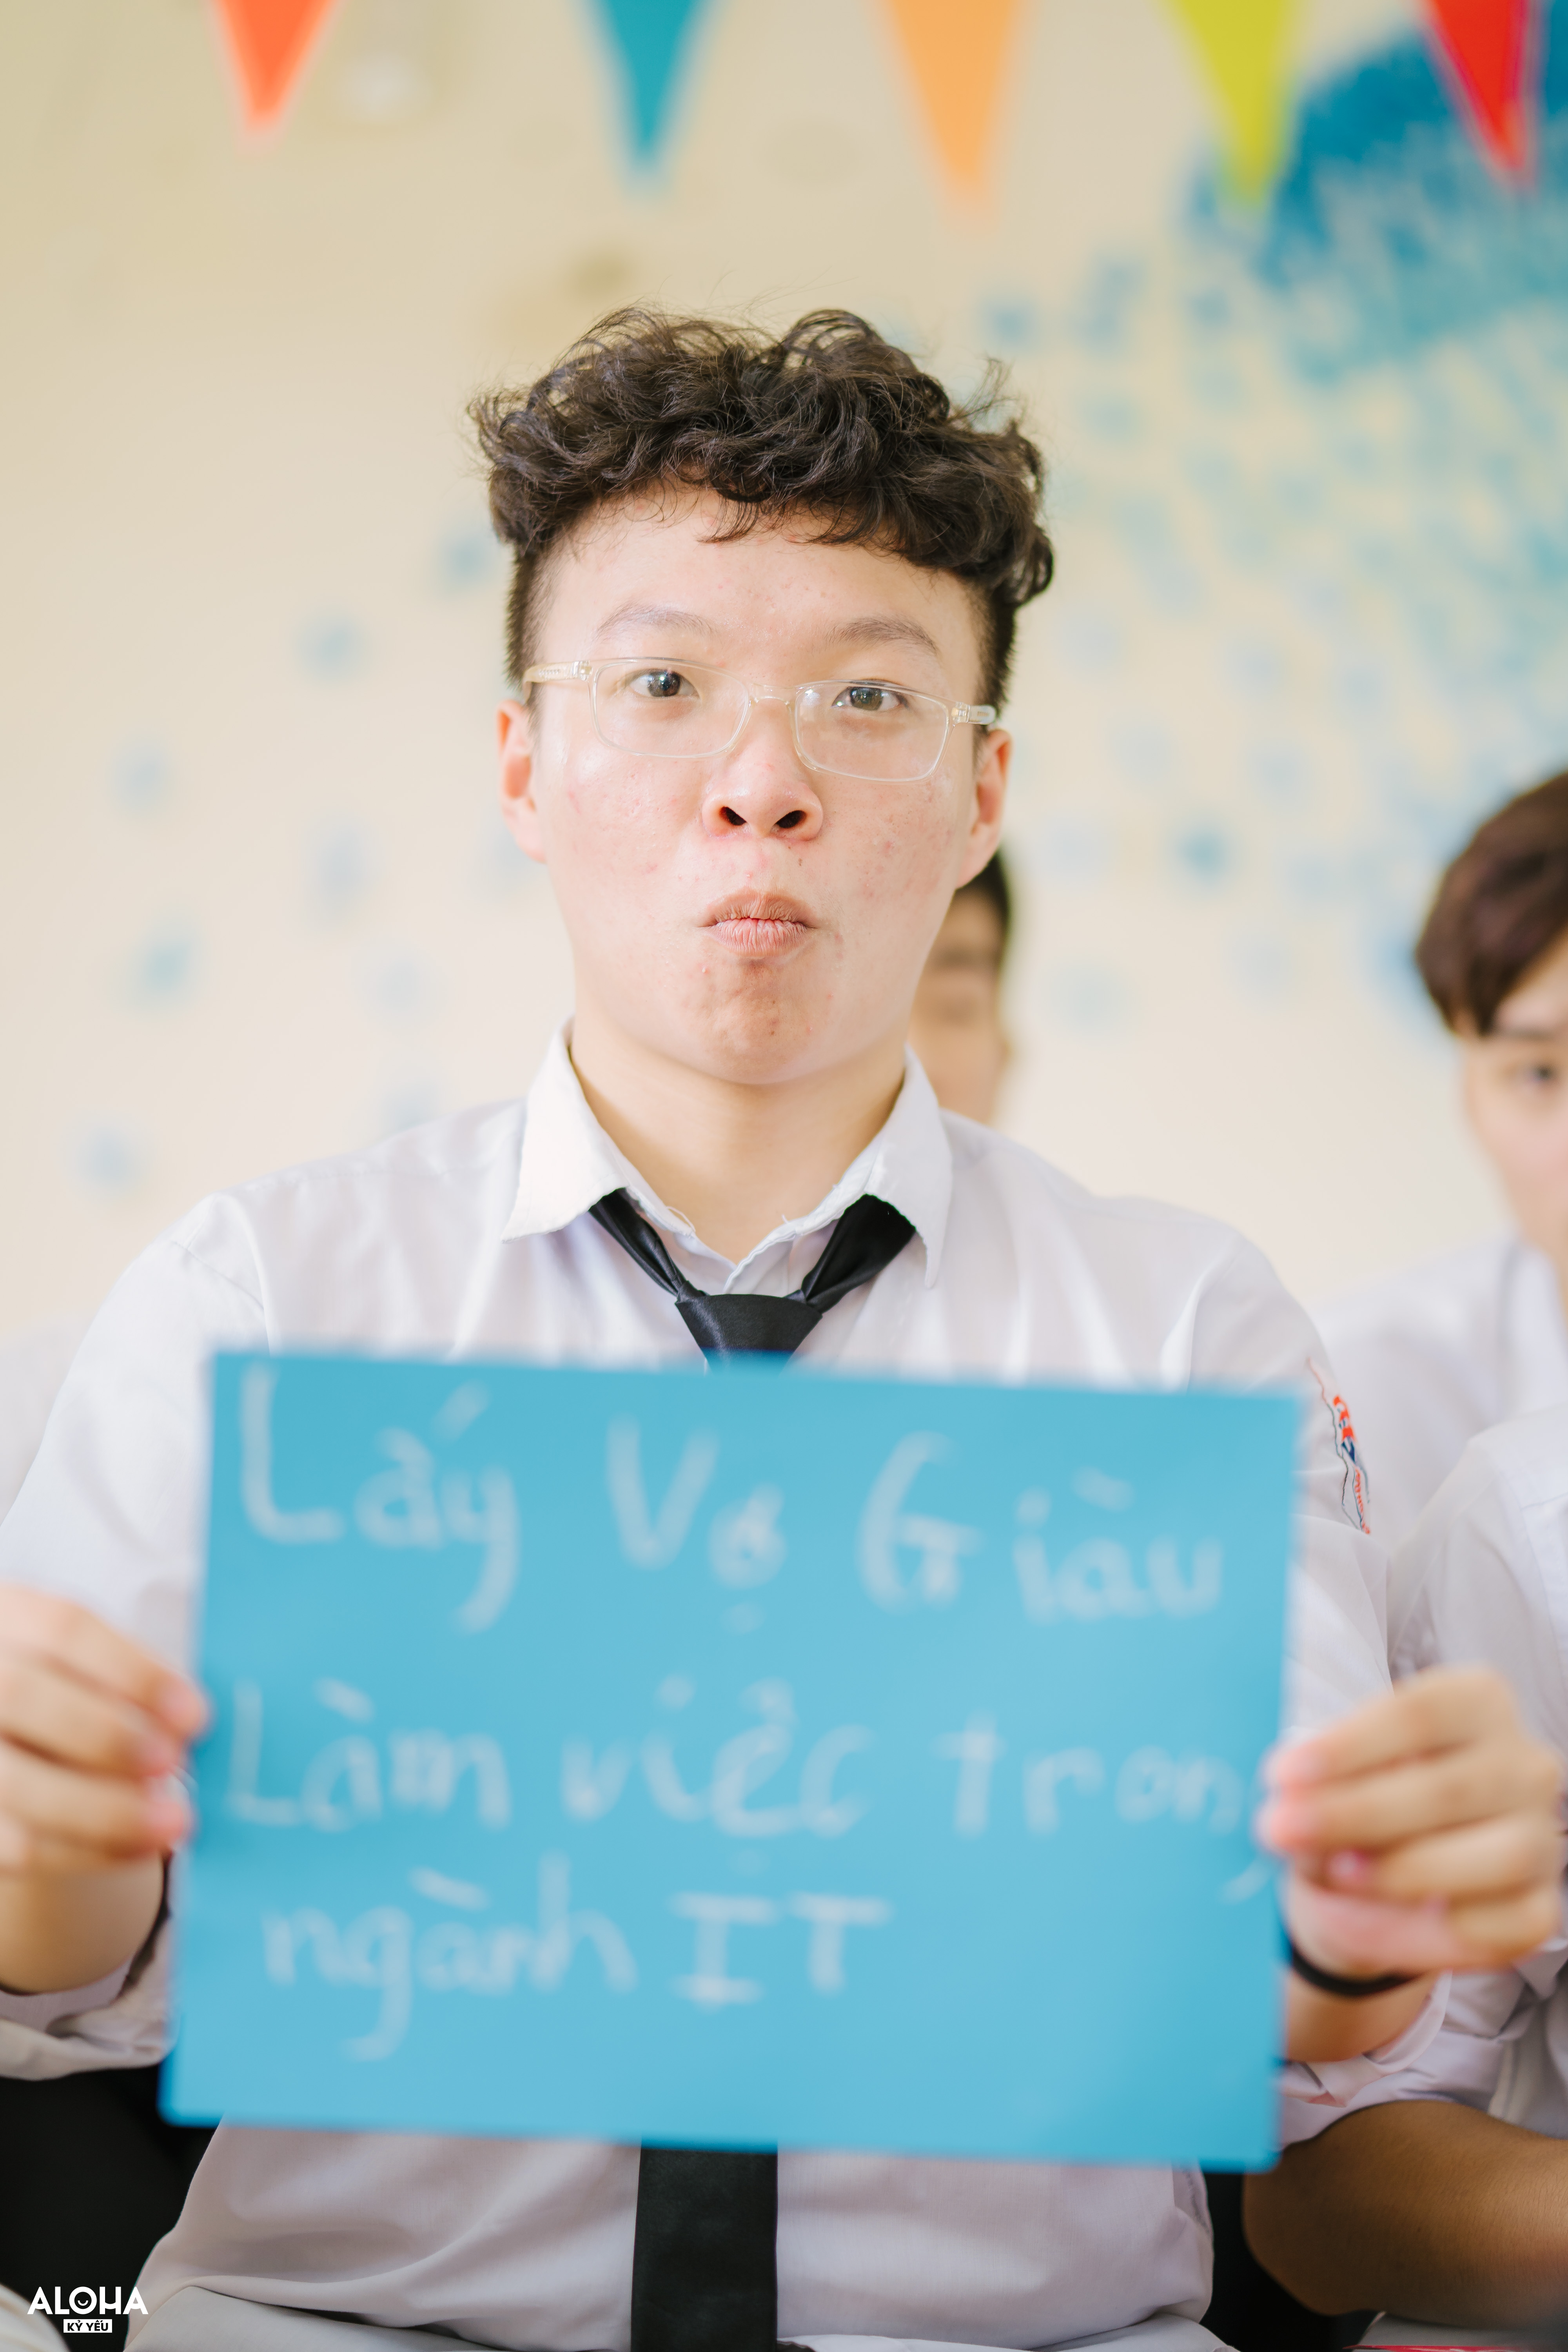 Lấy Vợ Giàu
Làm việc trong
ngành IT
ALOHA
KỶ YẾU